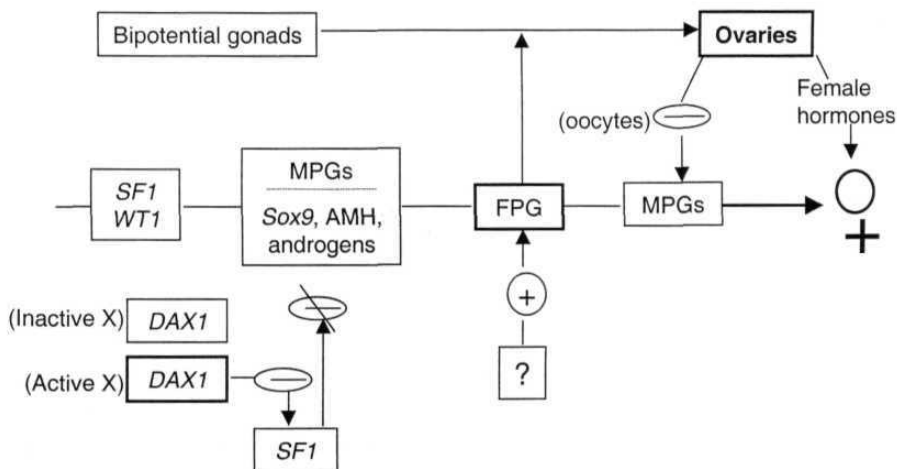 Bipotential gonads
Ovaries
Female
hormones
(oocytes)
SF1
WT1
MPGs
Sox9, AMH,
androgens
FPG
MPGs
+
(Inactive X) DAX1
(Active X) DAX1
?
SF1